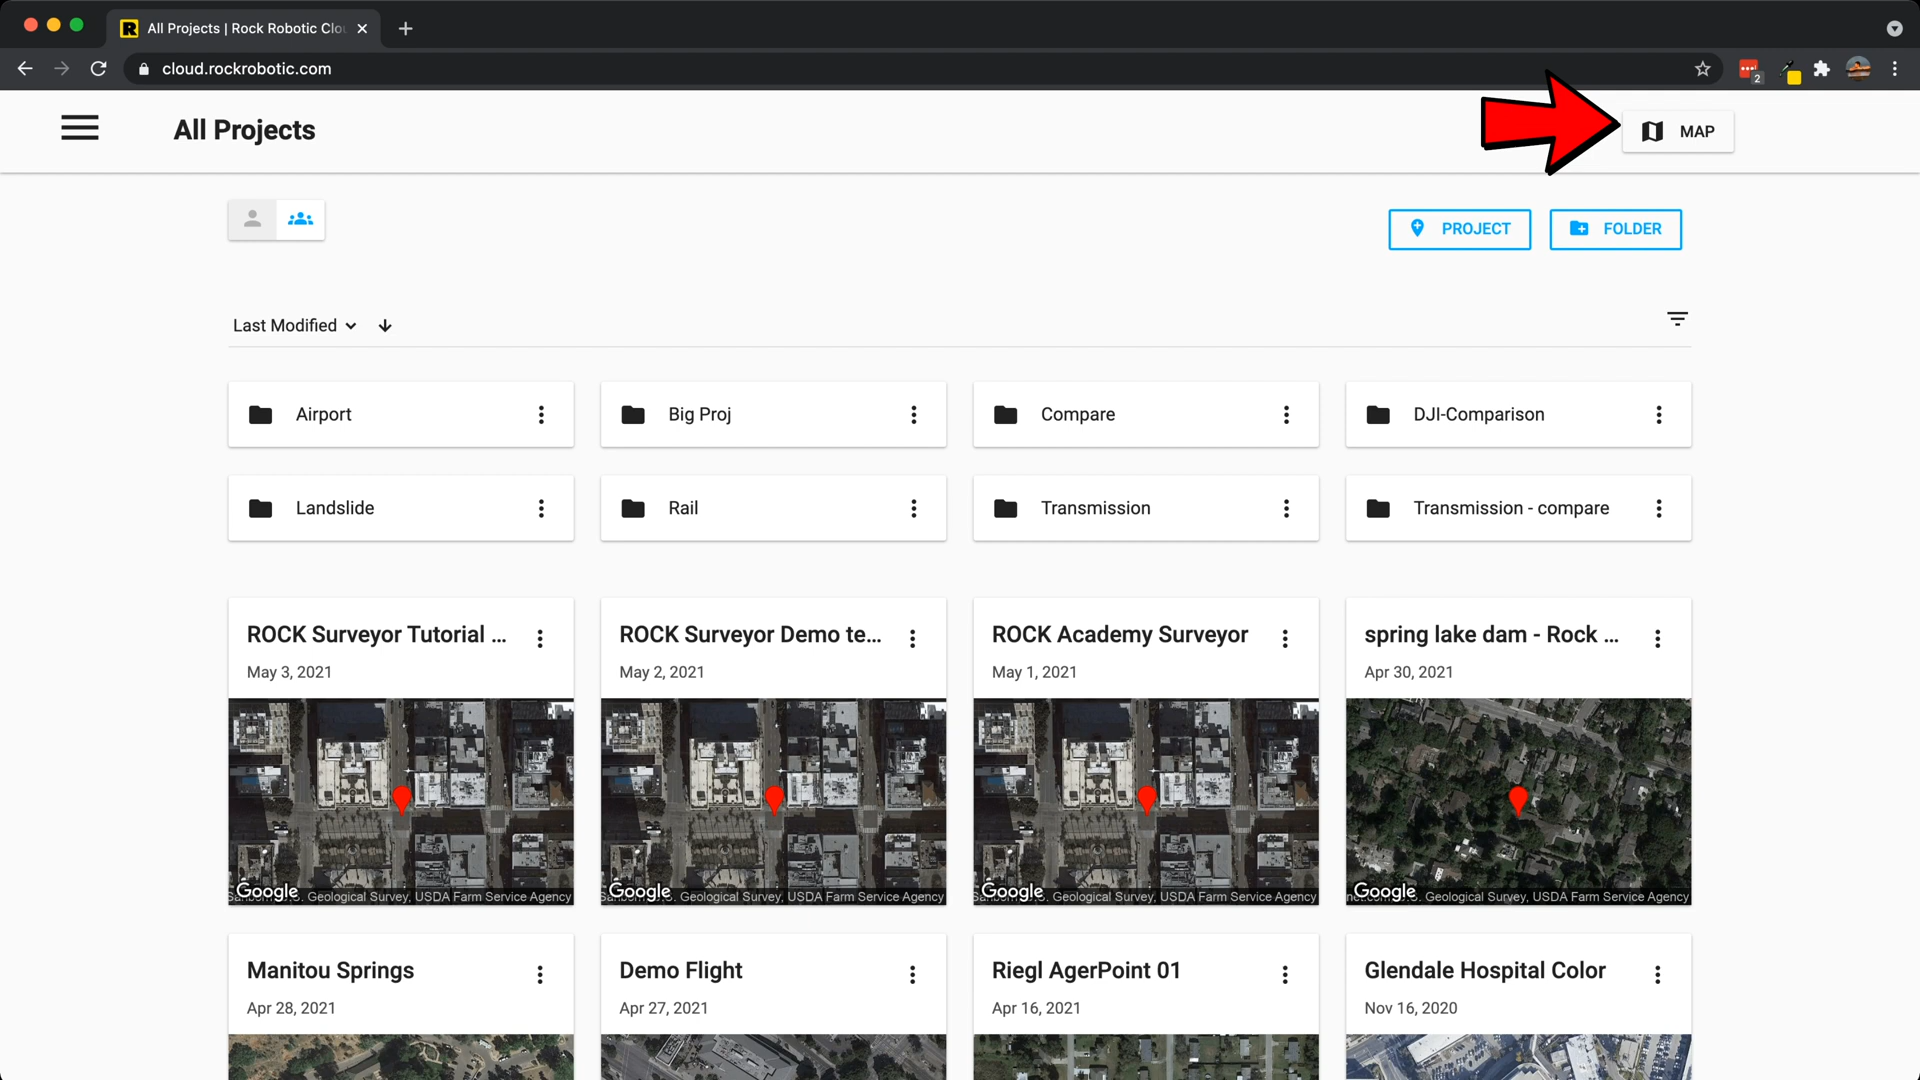 All Projects | Rock Robotic Clou
cloud.rockrobotic.com
2
All Projects
MAP
PROJECT
FOLDER
Last Modified
Airport
Big Proj
Compare
DJI-Comparison
Landslide
Rail
Transmission
Transmission - compare
ROCK Surveyor Tutorial ...
May 3, 2021
ROCK Surveyor Demo te...
May 2, 2021
ROCK Academy Surveyor
May 1, 2021
spring lake dam - Rock ...
Apr 30, 2021
Google
Geological Survey, USDA Farm Service Agency
Google
Geological Survey, USDA Farm Service Agency
Google
Geological Survey, USDA Farm Service Agency
Google
Geological Survey, USDA Farm Service Agency
Manitou Springs
Apr 28, 2021
Demo Flight
Apr 27, 2021
Riegl AgerPoint 01
Apr 16, 2021
Glendale Hospital Color
Nov 16, 2020